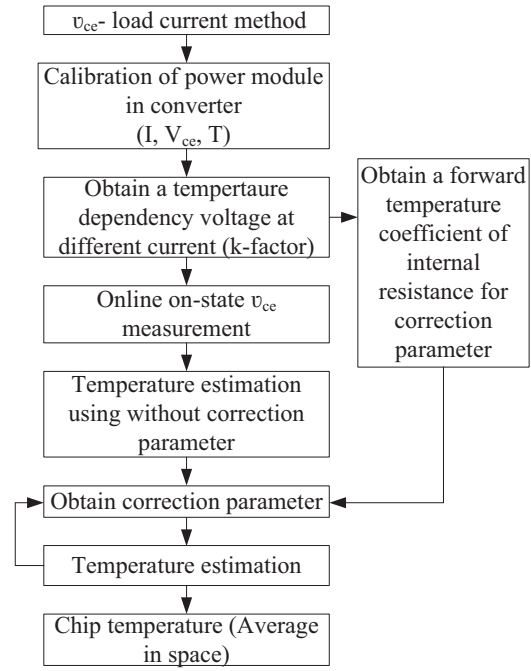 υce- load current method
Calibration of power module
in converter
(I, Vce, T)
Obtain a tempertaure
dependency voltage at
different current (k-factor)
Obtain a forward
temperature
coefficient of
internal
resistance for
correction
parameter
Online on-state υce
measurement
Temperature estimation
using without correction
parameter
Obtain correction parameter
Temperature estimation
Chip temperature (Average
in space)